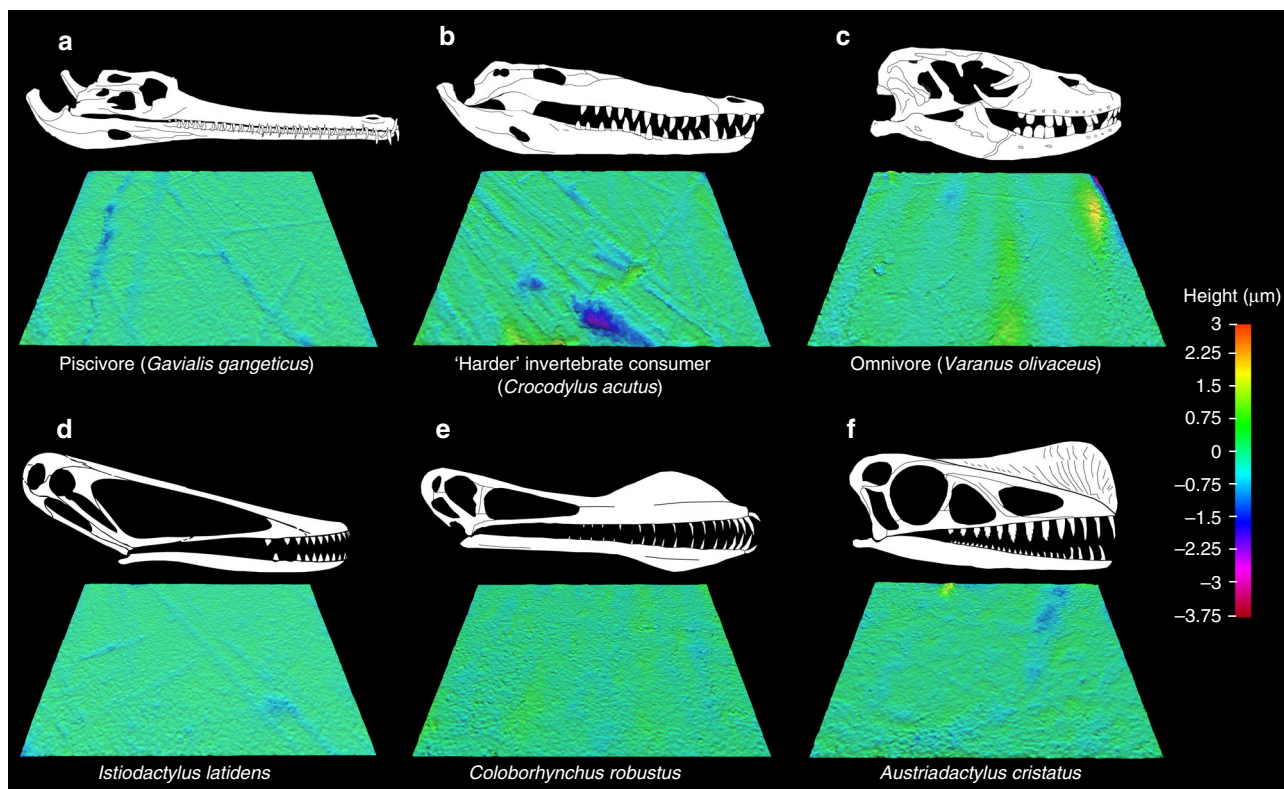 a
b
c
Piscivore (Gavialis gangeticus)
‘Harder’ invertebrate consumer
(Crocodylus acutus)
Omnivore (Varanus olivaceus)
Height (μm)
3
2.25
1.5
0.75
0
–0.75
–1.5
–2.25
–3
–3.75
d
e
f
Istiodactylus latidens
Coloborhynchus robustus
Austriadactylus cristatus